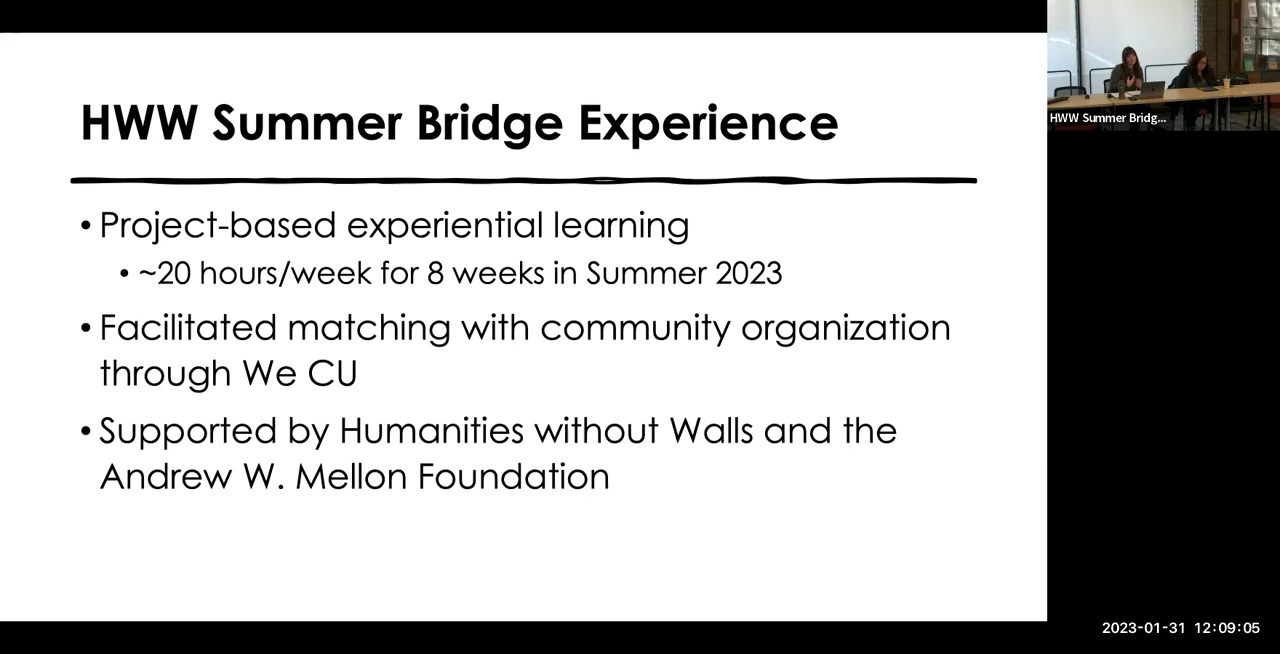 HWW Summer Bridge Experience
• Project-based experiential learning
• ~20 hours/week for 8 weeks in Summer 2023
• Facilitated matching with community organization
through We CU
• Supported by Humanities without Walls and the
Andrew W. Mellon Foundation
HWW Summer Bridg...
2023-01-31 12:09:05